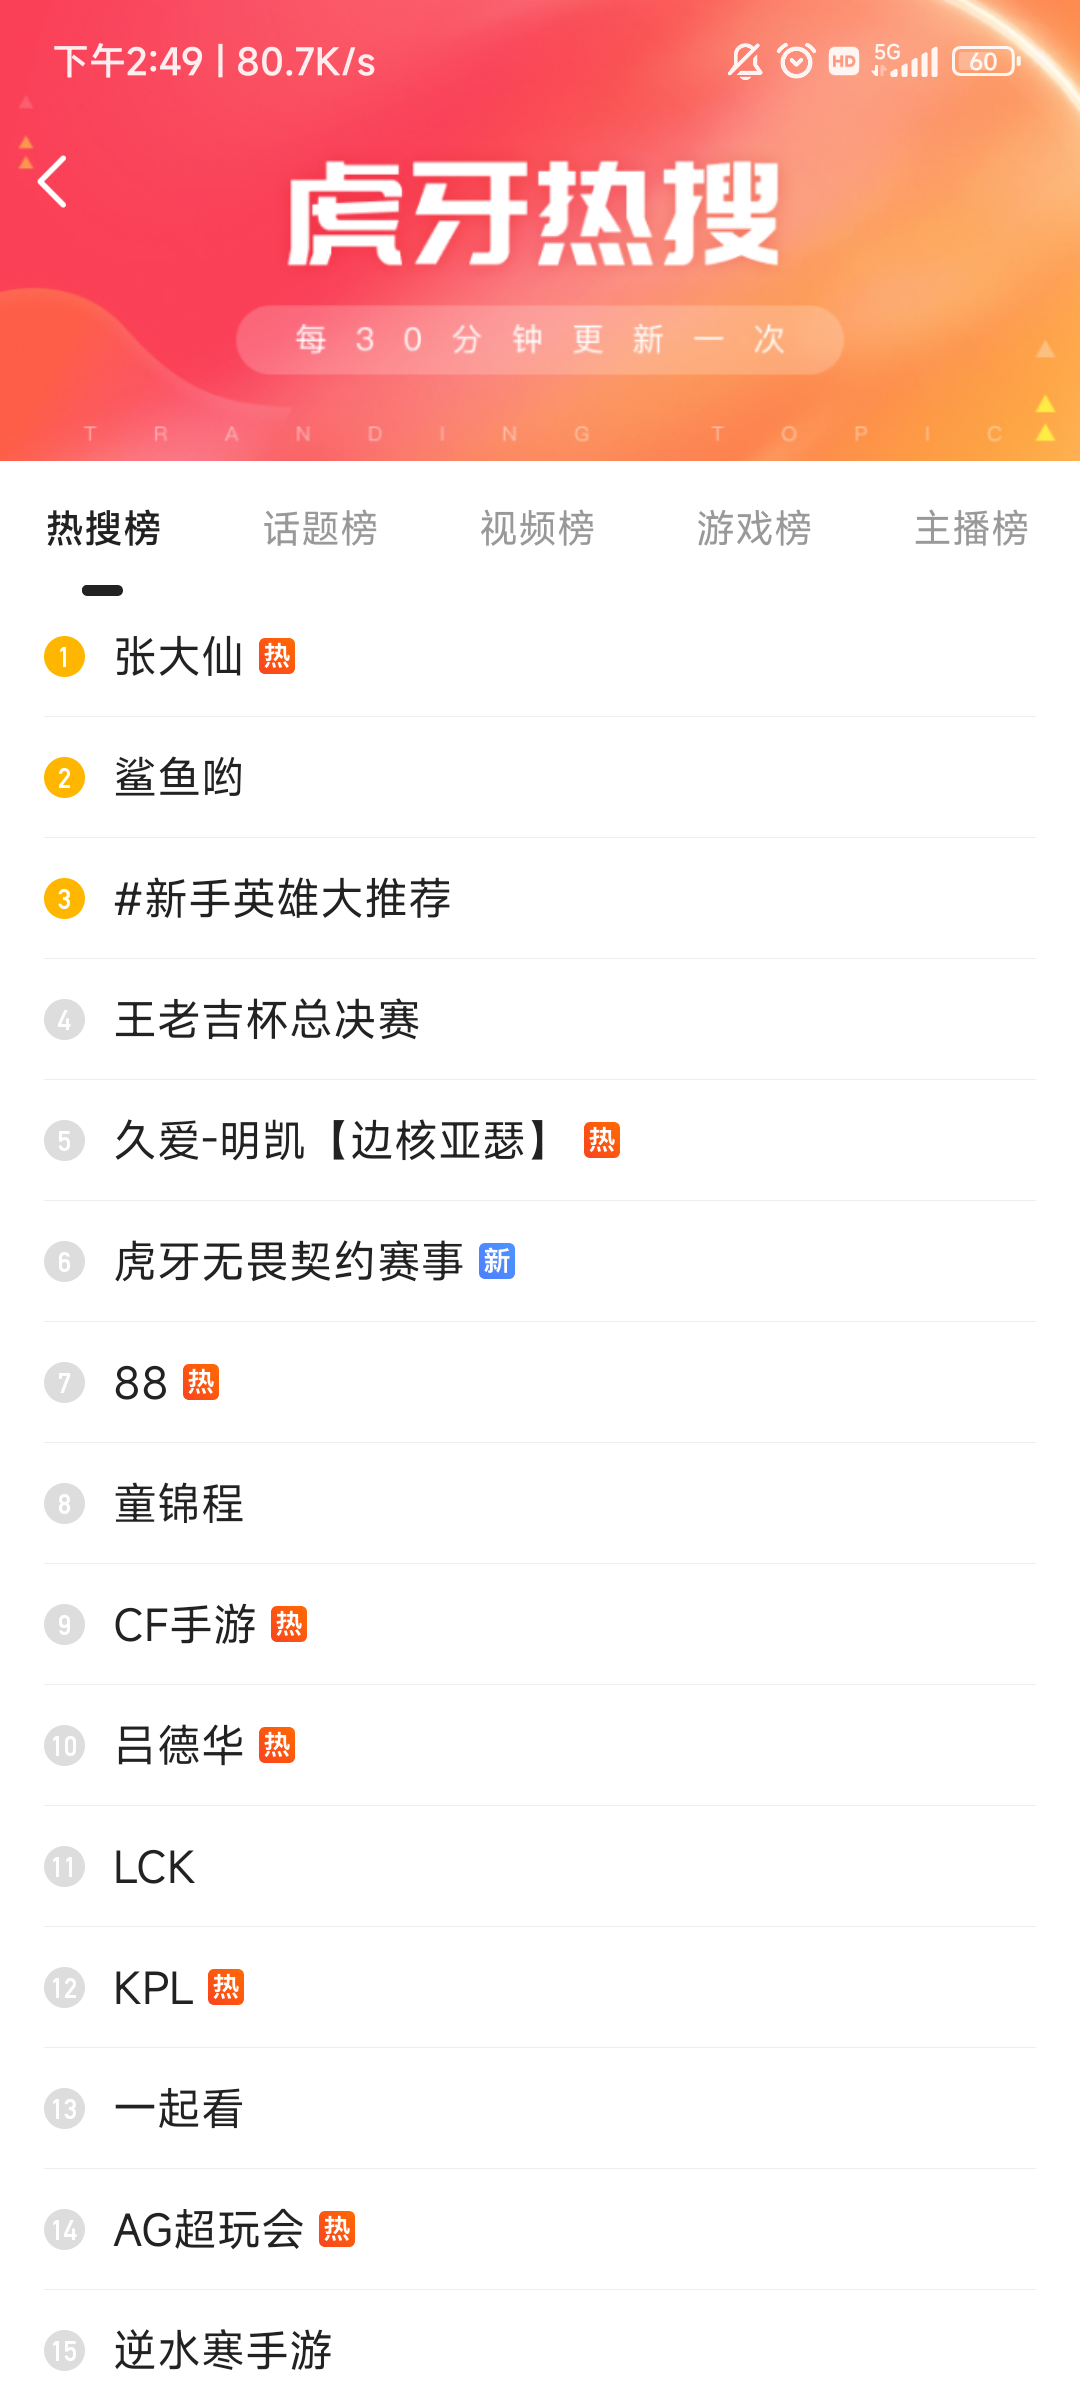 下午2:49 | 80.7K/s
HD 5G 60
虎牙热搜
每30分钟更新一次
TRANDING TOPIC
热搜榜 话题榜 视频榜 游戏榜 主播榜
1 张大仙 热
2 鲨鱼哟
3 #新手英雄大推荐
4 王老吉杯总决赛
5 久爱-明凯【边核亚瑟】 热
6 虎牙无畏契约赛事 新
7 88 热
8 童锦程
9 CF手游 热
10 吕德华 热
11 LCK
12 KPL 热
13 一起看
14 AG超玩会 热
15 逆水寒手游